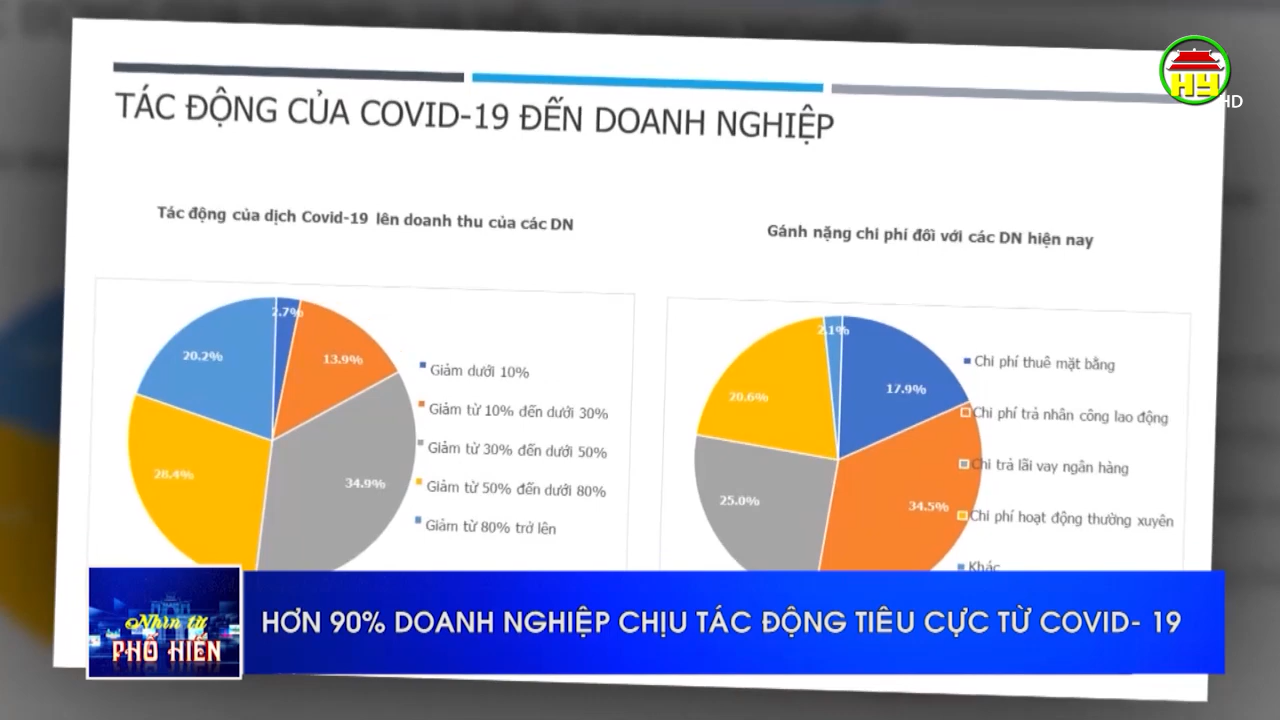 HY
HD
TÁC ĐỘNG CỦA COVID-19 ĐẾN DOANH NGHIỆP
Tác động của dịch Covid-19 lên doanh thu của các DN
2.7%
13.9%
20.2%
28.4%
34.9%
Giảm dưới 10%
Giảm từ 10% đến dưới 30%
Giảm từ 30% đến dưới 50%
Giảm từ 50% đến dưới 80%
Giảm từ 80% trở lên
Gánh nặng chi phí đối với các DN hiện nay
2.1%
17.9%
20.6%
25.0%
34.5%
Chi phí thuê mặt bằng
Chi phí trả nhân công lao động
Chi trả lãi vay ngân hàng
Chi phí hoạt động thường xuyên
Khác
Nhìn từ
PHỐ HIẾN
HƠN 90% DOANH NGHIỆP CHỊU TÁC ĐỘNG TIÊU CỰC TỪ COVID- 19